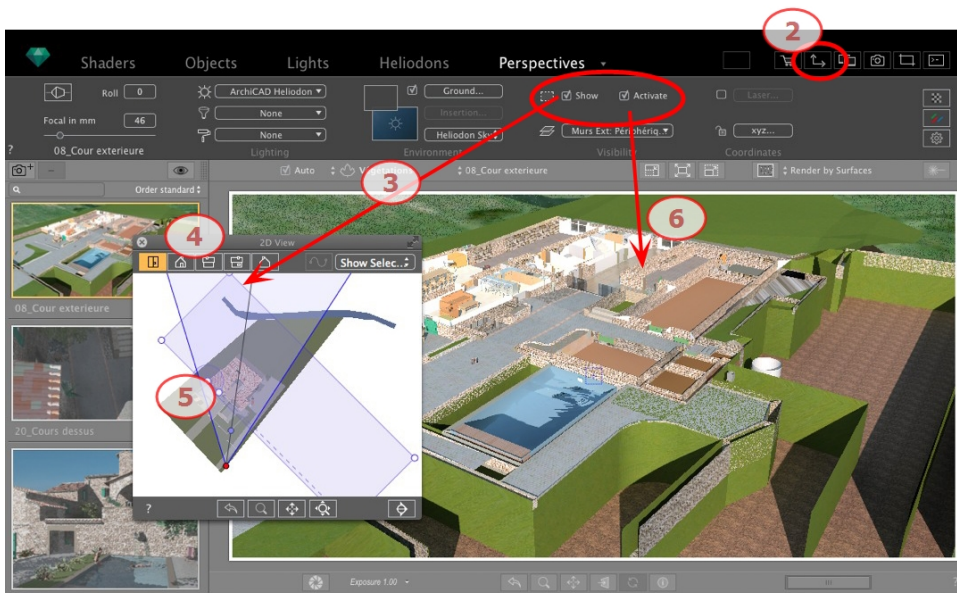 2
Shaders Objects Lights Heliodons Perspectives
Roll 0 ArchiCAD Heliodon Ground... Show Activate Laser...
None Insertion...
Focal in mm 46
None Heliodon Sky Murs Ext: Périphériq. xyz...
? 08_Cour exterieure Lighting Environment Visibility Coordinates
Auto Végétations 08_Cour exterieure Render by Surfaces
3
Order standard
6
4
2D View
Show Selec..
08_Cour exterieure
5
20_Cours dessus
?
Exposure 1.00
?